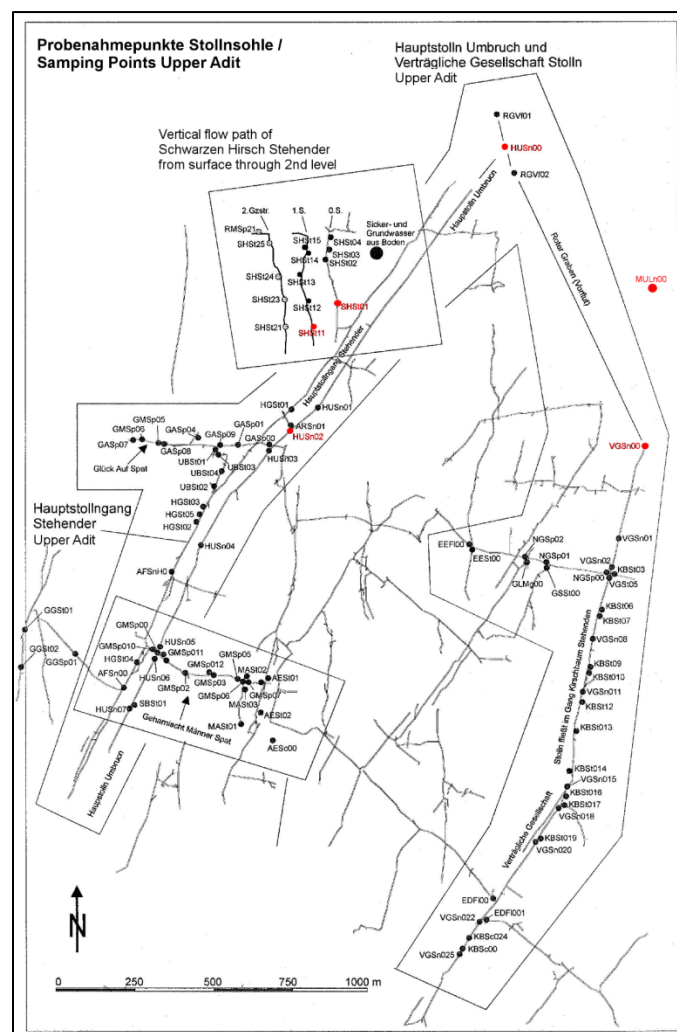 Probenahmepunkte Stollnsohle /
Samping Points Upper Adit
Hauptstolln Umbruch und
Verträgliche Gesellschaft Stolln
Upper Adit
RGVf01
HUSn00
RGVf02
Vertical flow path of
Schwarzen Hirsch Stehender
from surface through 2nd level
2.Gzstr.
1.S.
0.S.
RMSp21
SHSt25
SHSt15
SHSt14
SHSt04
SHSt03
SHSt02
Sicker- und
Grundwasser
aus Boden
SHSt24
SHSt13
SHSt23
SHSt12
SHSt01
SHSt21
SHSt11
Haupstolln Umbruch
Roter Graben (Vorflut)
MULn00
Hauptstollngang Stehender
HGSt01
HUSn01
ARSn01
HUSn02
VGSn00
GMSp05
GMSp06
GASp04
GASp09
GASp01
GASp00
GASp07
GASp08
UBSt01
UBSt03
HUSn03
Glück Auf Spat
UBSt04
UBSt02
Hauptstollngang
Stehender
Upper Adit
HGSt03
HGSt05
HGSt02
HUSn04
AFSnH0
EEFl00
EESt00
NGSp02
NGSp01
GLMg00
GSSt00
VGSn01
VGSn02
KBSt03
NGSp00
VGSt05
KBSt06
KBSt07
VGSn08
KBSt09
KBSt010
VGSn011
KBSt12
KBSt013
Stolln fließt im Gang Kirschbaum Stehenden
GGSt01
GGSt02
GGSp01
GMSp00
GMSp010
HUSn05
GMSp011
HGSt04
HUSn06
AFSn00
GMSp02
GMSp012
GMSp03
GMSp05
MASt02
GMSp06
MASt03
GMSp07
AESt01
AESt02
MASt01
AESc00
HUSn07
SBSt01
Gehamischt Männer Spat
Haupstolln Umbruch
KBSt014
VGSn015
KBSt016
KBSt017
VGSn018
KBSt019
VGSn020
Verträgliche Gesellschaft
EDFl00
VGSn022
EDFl001
KBSc024
KBSc00
VGSn025
N
0 250 500 750 1000 m